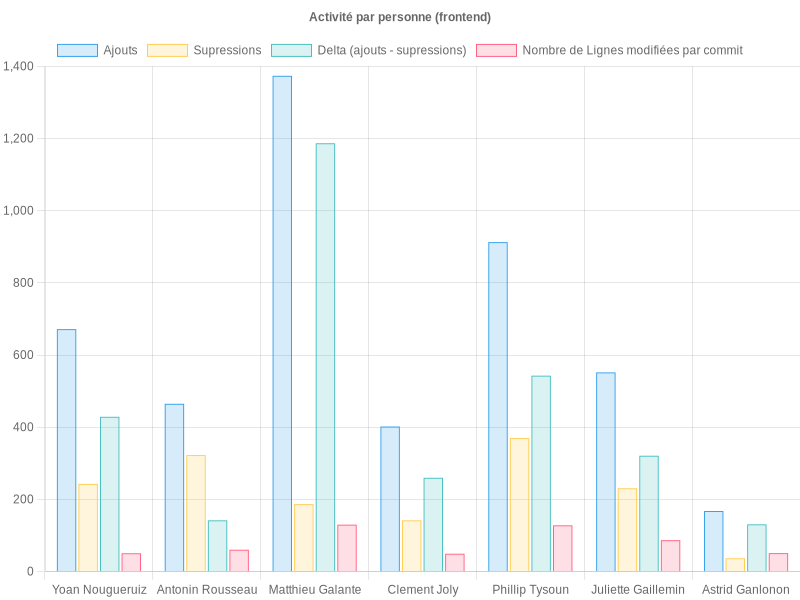 Activité par personne (frontend)
Ajouts Supressions Delta (ajouts - supressions) Nombre de Lignes modifiées par commit
1,400
1,200
1,000
800
600
400
200
0
Yoan Nougueruiz Antonin Rousseau Matthieu Galante Clement Joly Phillip Tysoun Juliette Gaillemin Astrid Ganlonon